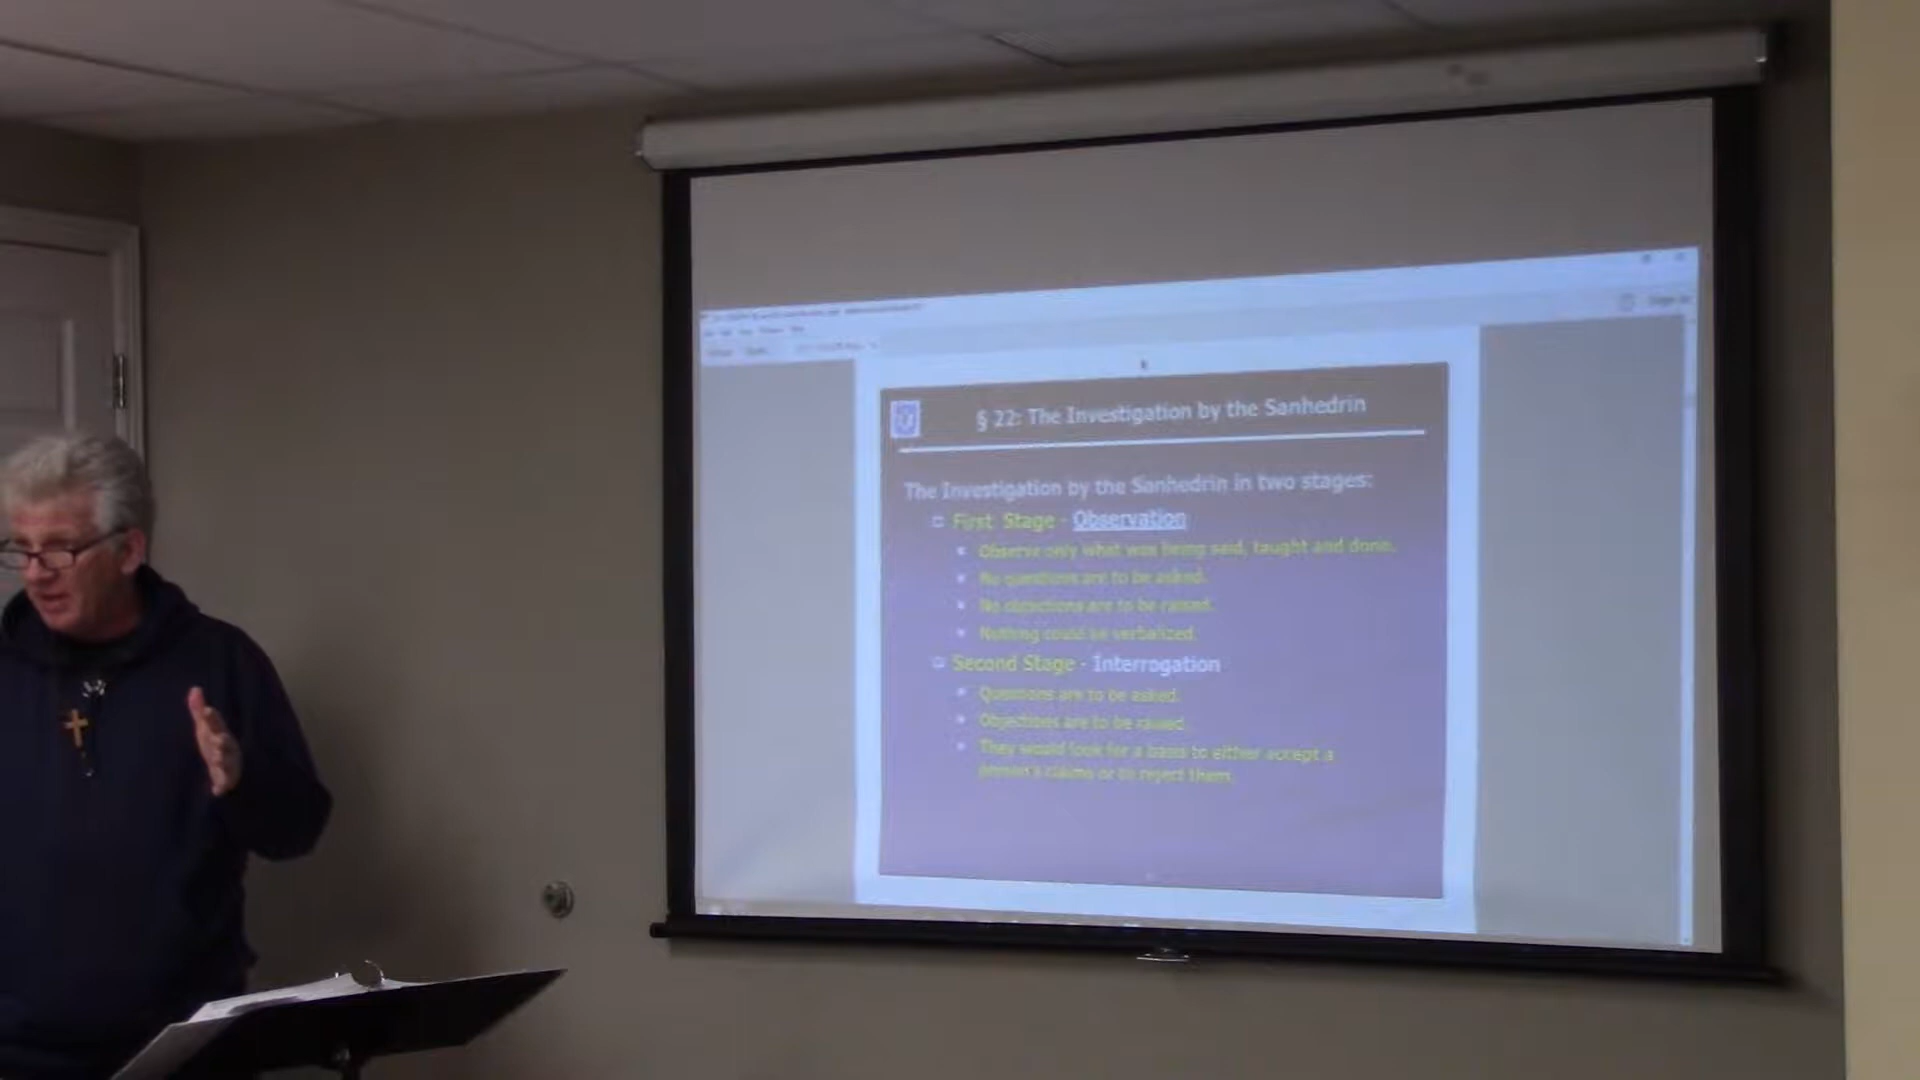 § 22: The Investigation by the Sanhedrin
The Investigation by the Sanhedrin in two stages:
First Stage - Observation
Observe only what was being said, taught and done.
No questions are to be asked.
No objections are to be raised.
Nothing could be verbalized.
Second Stage - Interrogation
Questions are to be asked.
Objections are to be raised.
They would look for a basis to either accept a
person's claims or to reject them.
Sign In